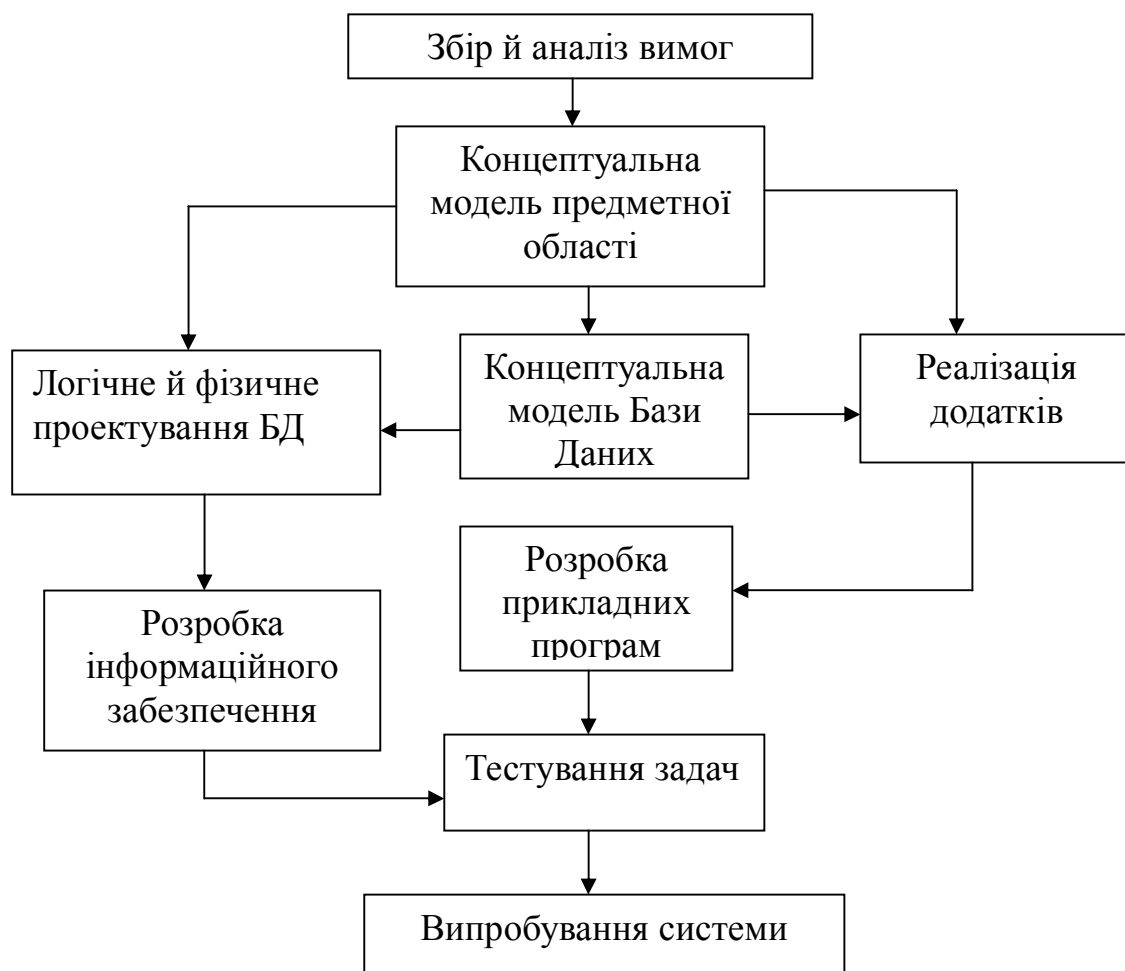 Збір й аналіз вимог
Концептуальна
модель предметної
області
Логічне й фізичне
проектування БД
Концептуальна
модель Бази
Даних
Реалізація
додатків
Розробка
інформаційного
забезпечення
Розробка
прикладних
програм
Тестування задач
Випробування системи